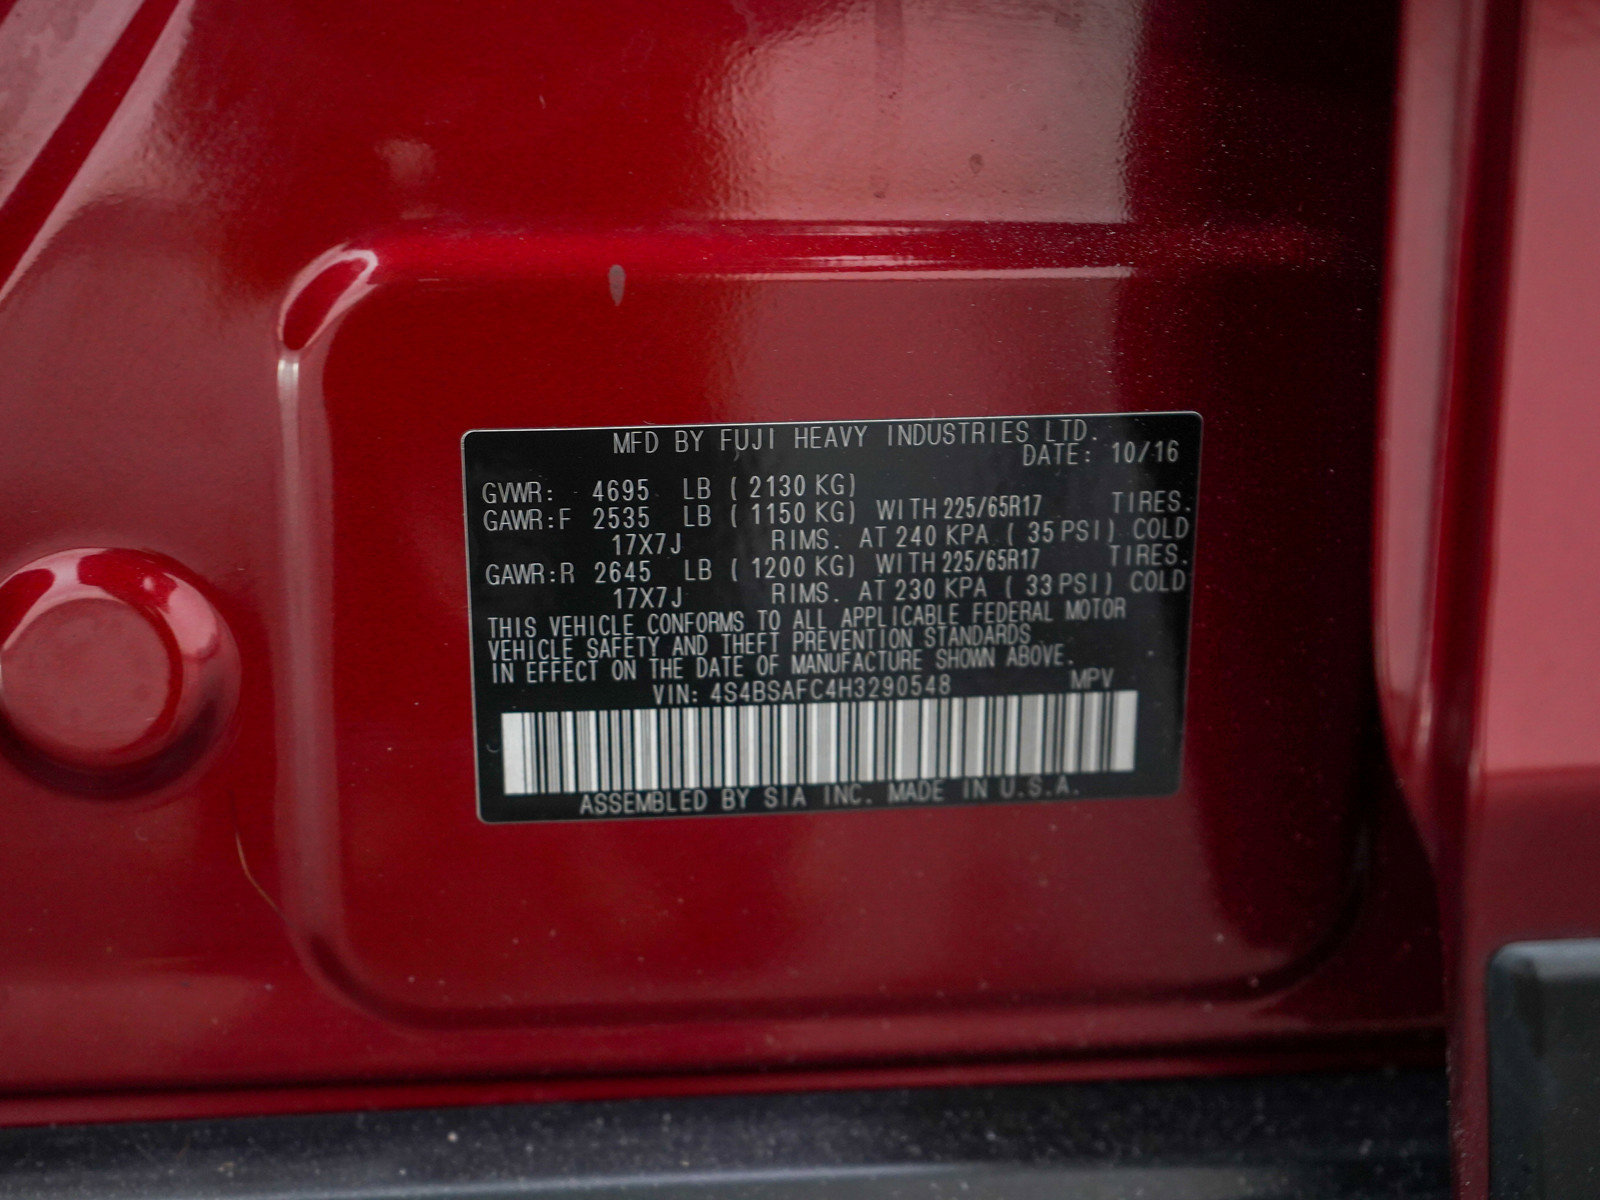 MFD BY FUJI HEAVY INDUSTRIES LTD.
DATE: 10/16
GVWR: 4695 LB ( 2130 KG)
GAWR:F 2535 LB ( 1150 KG) WITH 225/65R17 TIRES.
17X7J RIMS. AT 240 KPA ( 35 PSI) COLD
GAWR:R 2645 LB ( 1200 KG) WITH 225/65R17 TIRES.
17X7J RIMS. AT 230 KPA ( 33 PSI) COLD
THIS VEHICLE CONFORMS TO ALL APPLICABLE FEDERAL MOTOR
VEHICLE SAFETY AND THEFT PREVENTION STANDARDS
IN EFFECT ON THE DATE OF MANUFACTURE SHOWN ABOVE.
VIN: 4S4BSAFC4H3290548 MPV
ASSEMBLED BY SIA INC. MADE IN U.S.A.